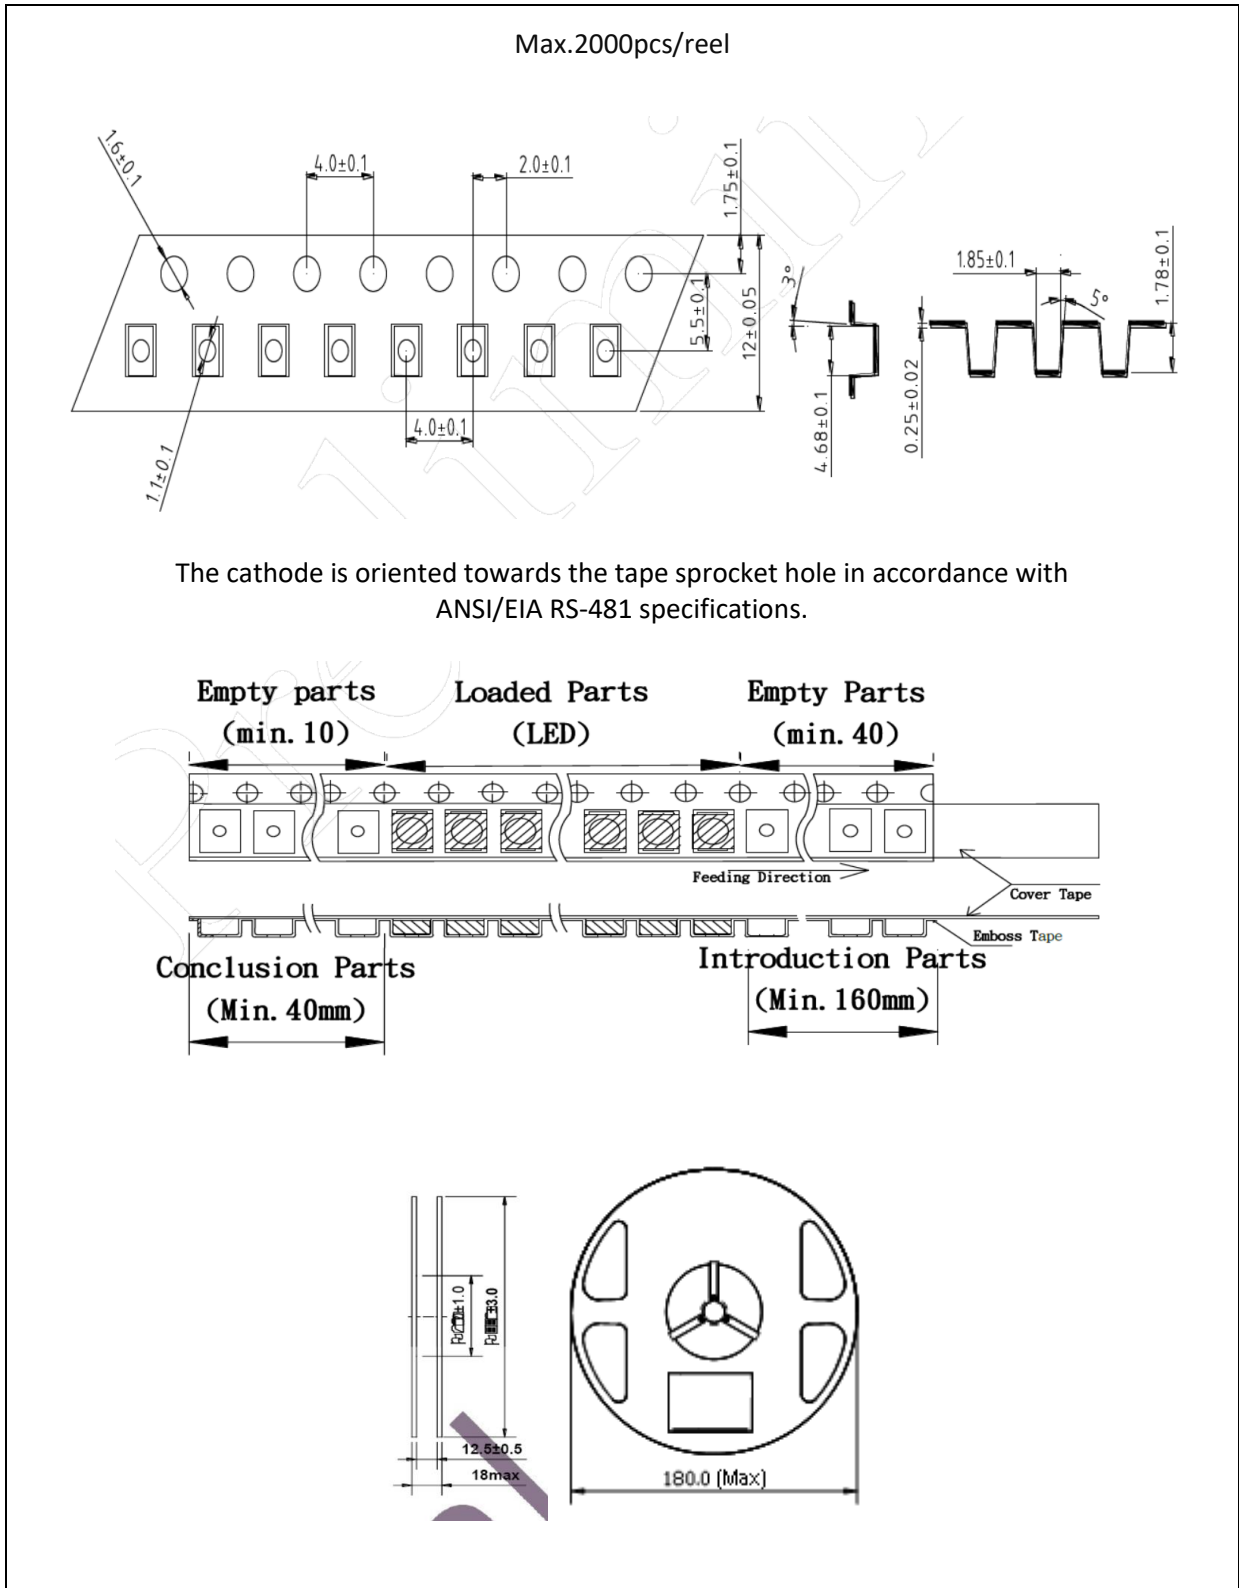 Max.2000pcs/reel
1.6±0.1
4.0±0.1
2.0±0.1
1.75±0.1
5.5±0.1
12±0.05
4.0±0.1
1.1±0.1
3°
4.68±0.1
1.85±0.1
5°
1.78±0.1
0.25±0.02
The cathode is oriented towards the tape sprocket hole in accordance with
ANSI/EIA RS-481 specifications.
Empty parts
(min.10)
Loaded Parts
(LED)
Empty Parts
(min.40)
Feeding Direction
Cover Tape
Emboss Tape
Conclusion Parts
(Min.40mm)
Introduction Parts
(Min.160mm)
±1.0
±3.0
12.5±0.5
18max
180.0 (Max)